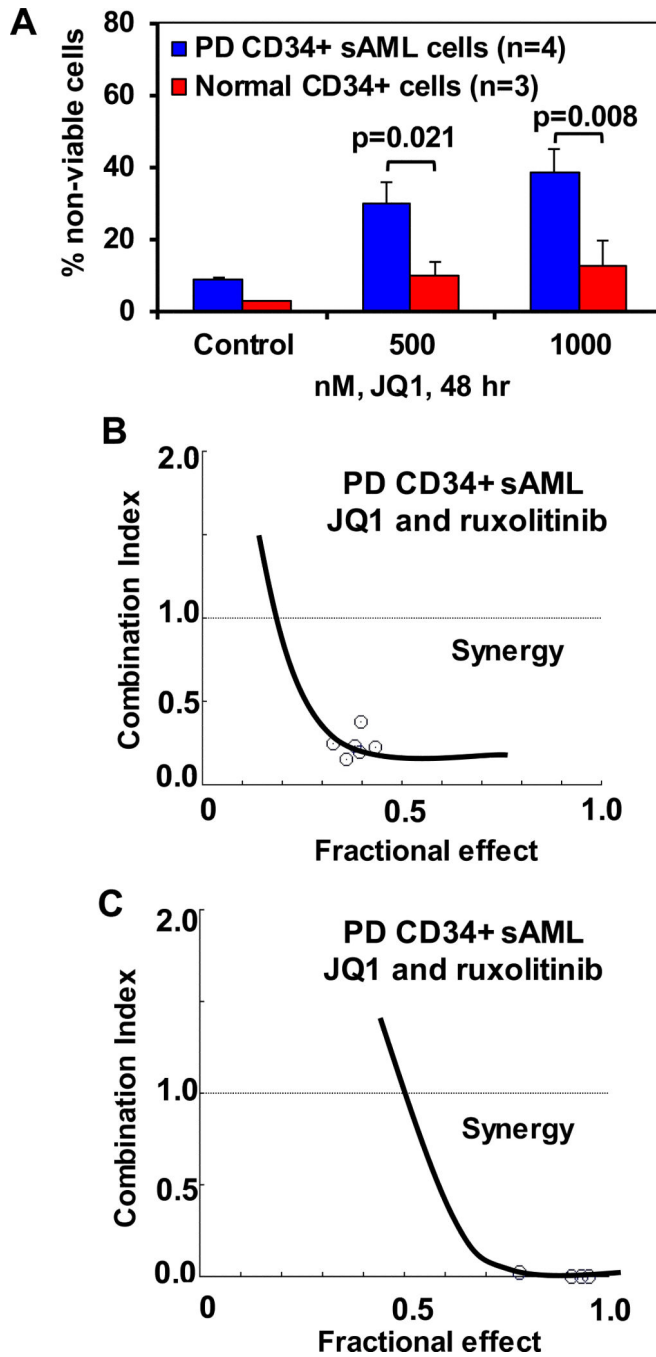 A
80
60
40
20
0
% non-viable cells
PD CD34+ sAML cells (n=4)
Normal CD34+ cells (n=3)
p=0.021
p=0.008
Control
500
1000
nM, JQ1, 48 hr
B
2.0
1.0
0.5
0.0
Combination Index
PD CD34+ sAML
JQ1 and ruxolitinib
Synergy
0
0.5
1.0
Fractional effect
C
2.0
1.0
0.5
0.0
Combination Index
PD CD34+ sAML
JQ1 and ruxolitinib
Synergy
0
0.5
1.0
Fractional effect